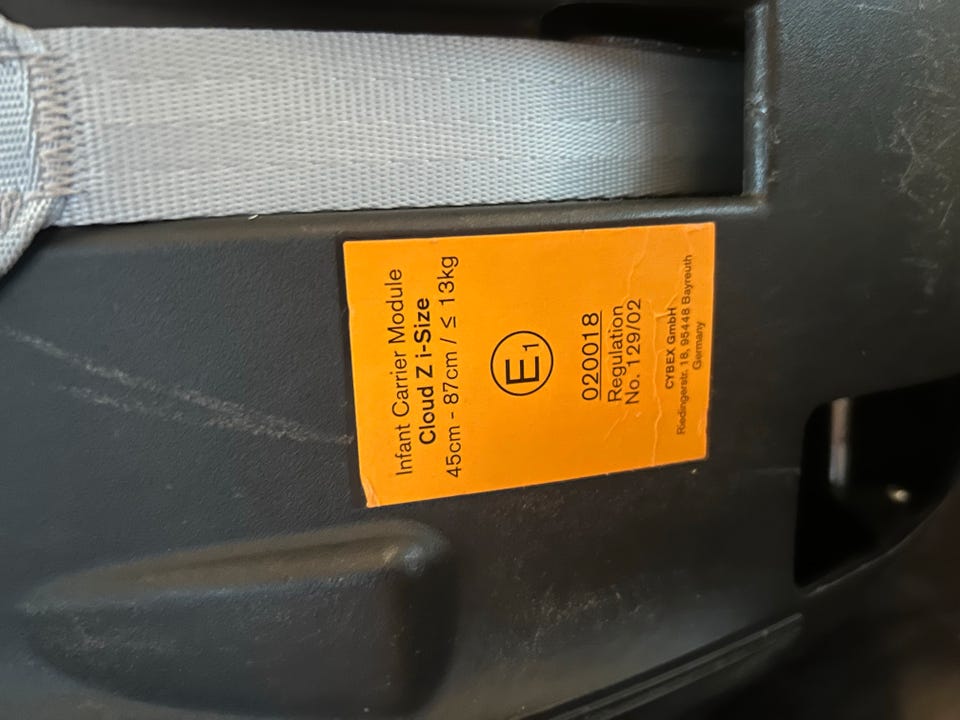 Infant Carrier Module
Cloud Z i-Size
45cm - 87cm / ≤ 13kg
E1
020018
Regulation
No. 129/02
CYBEX GmbH
Riedingerstr. 18, 95448 Bayreuth
Germany